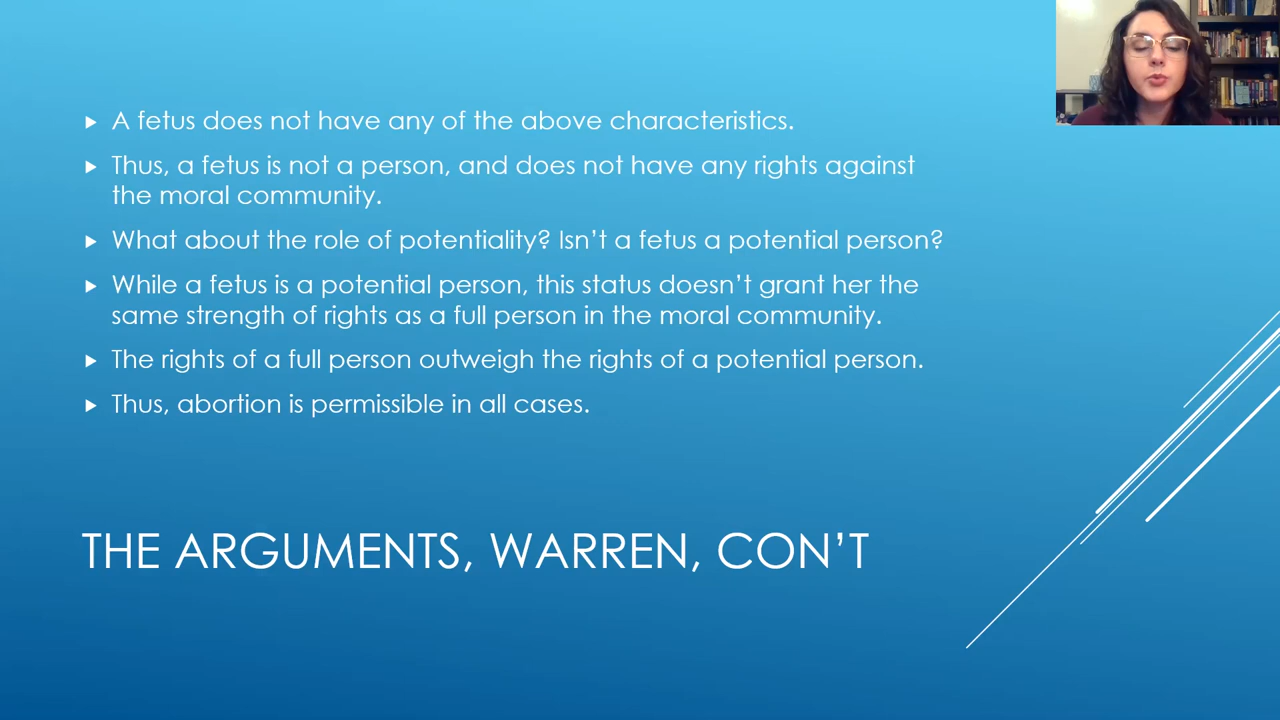 A fetus does not have any of the above characteristics.
Thus, a fetus is not a person, and does not have any rights against
the moral community.
What about the role of potentiality? Isn’t a fetus a potential person?
While a fetus is a potential person, this status doesn’t grant her the
same strength of rights as a full person in the moral community.
The rights of a full person outweigh the rights of a potential person.
Thus, abortion is permissible in all cases.
THE ARGUMENTS, WARREN, CON’T